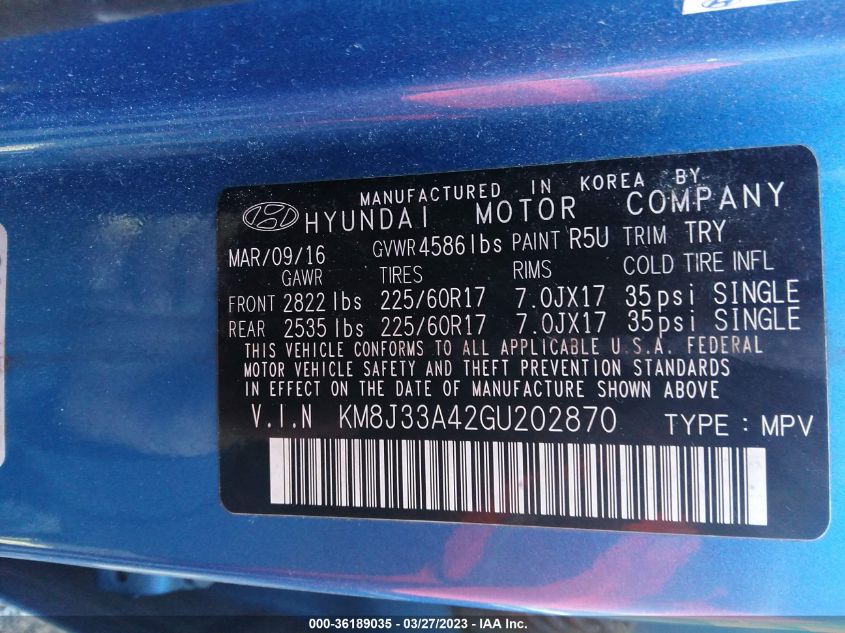 MANUFACTURED IN KOREA BY
HYUNDAI MOTOR COMPANY
MAR/09/16 GVWR 4586 lbs PAINT R5U TRIM TRY
GAWR TIRES RIMS COLD TIRE INFL
FRONT 2822 lbs 225/60R17 7.0JX17 35psi SINGLE
REAR 2535 lbs 225/60R17 7.0JX17 35psi SINGLE
THIS VEHICLE CONFORMS TO ALL APPLICABLE U.S.A. FEDERAL
MOTOR VEHICLE SAFETY AND THEFT PREVENTION STANDARDS
IN EFFECT ON THE DATE OF MANUFACTURE SHOWN ABOVE
V.I.N KM8J33A42GU202870 TYPE : MPV
000-36189035 - 03/27/2023 - IAA Inc.